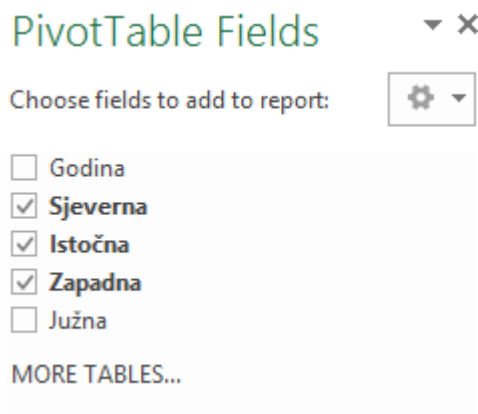 PivotTable Fields
Choose fields to add to report:
Godina
Sjeverna
Istočna
Zapadna
Južna
MORE TABLES...